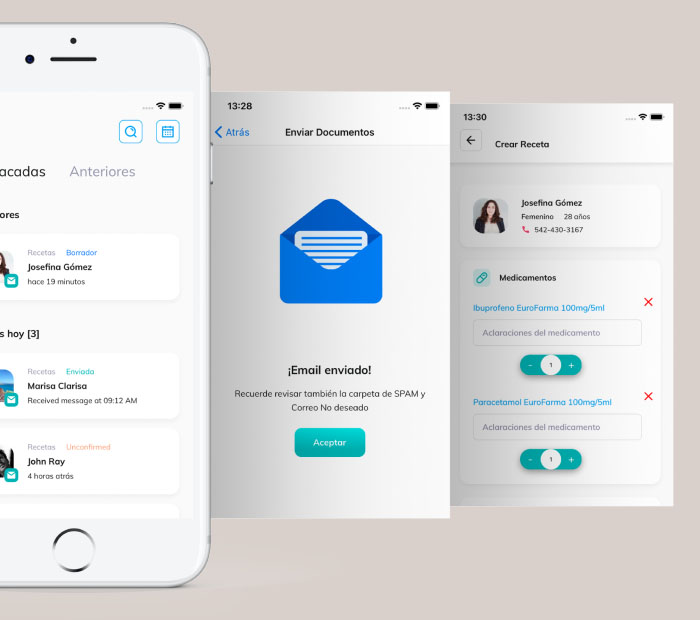 acadas
Anteriores
ores
Recetas Borrador
Josefina Gómez
hace 19 minutos
s hoy [3]
Recetas Enviada
Marisa Clarisa
Received message at 09:12 AM
Recetas Unconfirmed
John Ray
4 horas atrás
13:28
Atrás
Enviar Documentos
¡Email enviado!
Recuerde revisar también la carpeta de SPAM y
Correo No deseado
Aceptar
13:30
Crear Receta
Josefina Gómez
Femenino 28 años
542-430-3167
Medicamentos
Ibuprofeno EuroFarma 100mg/5ml
Aclaraciones del medicamento
- 1 +
Paracetamol EuroFarma 100mg/5ml
Aclaraciones del medicamento
- 1 +